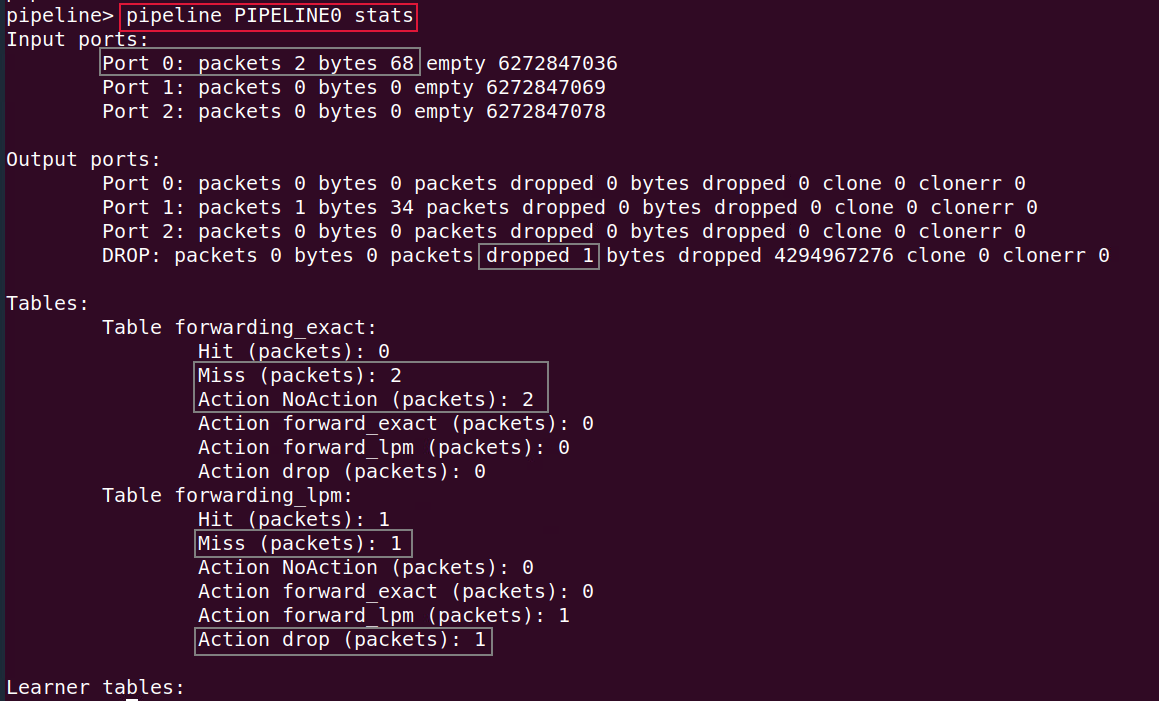 pipeline> pipeline PIPELINE0 stats
Input ports:
Port 0: packets 2 bytes 68 empty 6272847036
Port 1: packets 0 bytes 0 empty 6272847069
Port 2: packets 0 bytes 0 empty 6272847078
Output ports:
Port 0: packets 0 bytes 0 packets dropped 0 bytes dropped 0 clone 0 clonerr 0
Port 1: packets 1 bytes 34 packets dropped 0 bytes dropped 0 clone 0 clonerr 0
Port 2: packets 0 bytes 0 packets dropped 0 bytes dropped 0 clone 0 clonerr 0
DROP: packets 0 bytes 0 packets dropped 1 bytes dropped 4294967276 clone 0 clonerr 0
Tables:
Table forwarding_exact:
Hit (packets): 0
Miss (packets): 2
Action NoAction (packets): 2
Action forward_exact (packets): 0
Action forward_lpm (packets): 0
Action drop (packets): 0
Table forwarding_lpm:
Hit (packets): 1
Miss (packets): 1
Action NoAction (packets): 0
Action forward_exact (packets): 0
Action forward_lpm (packets): 1
Action drop (packets): 1
Learner tables: